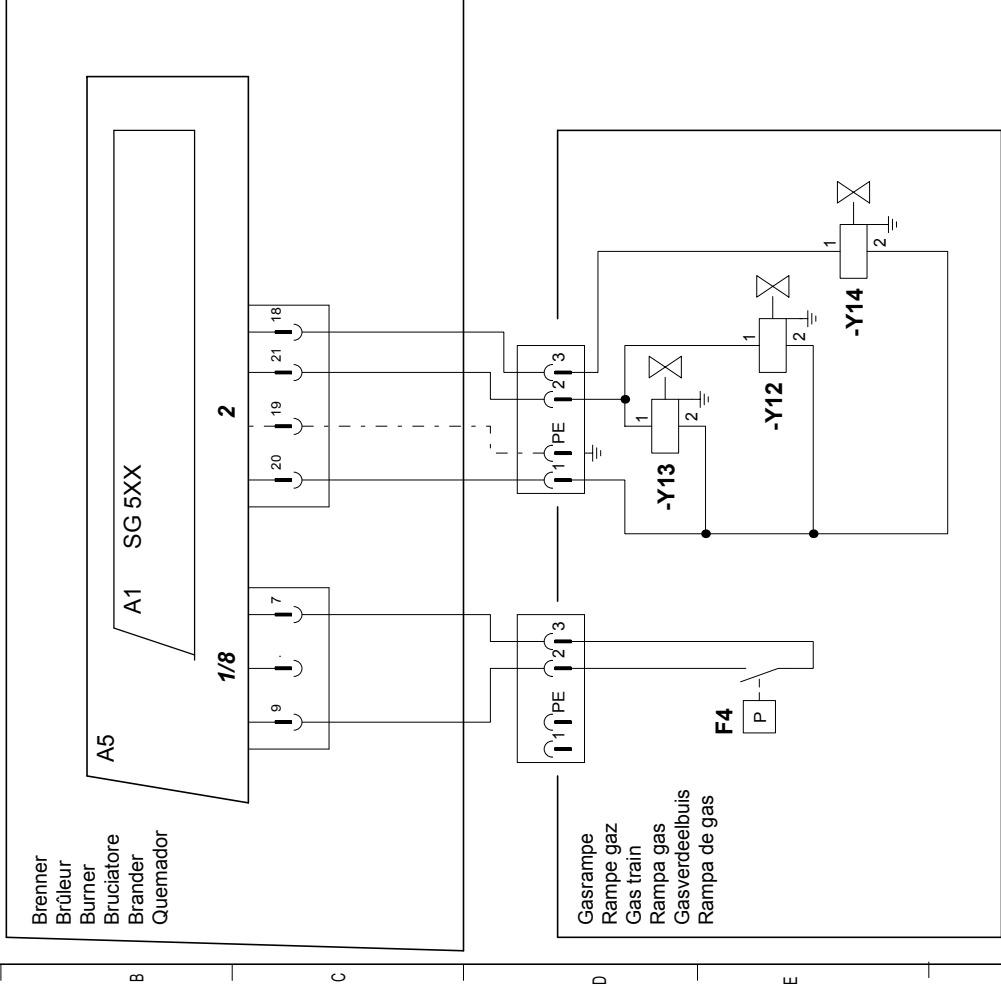 Brenner
Brûleur
Burner
Bruciatore
Brander
Quemador
A5
A1 SG 5XX
1/8
2
9
7
20
19
21
18
1
PE
2
3
1
PE
2
3
Gasrampe
Rampe gaz
Gas train
Rampa gas
Gasverdeelbuis
Rampa de gas
F4
P
-Y13
1
2
-Y12
1
2
-Y14
1
2
B
C
D
E